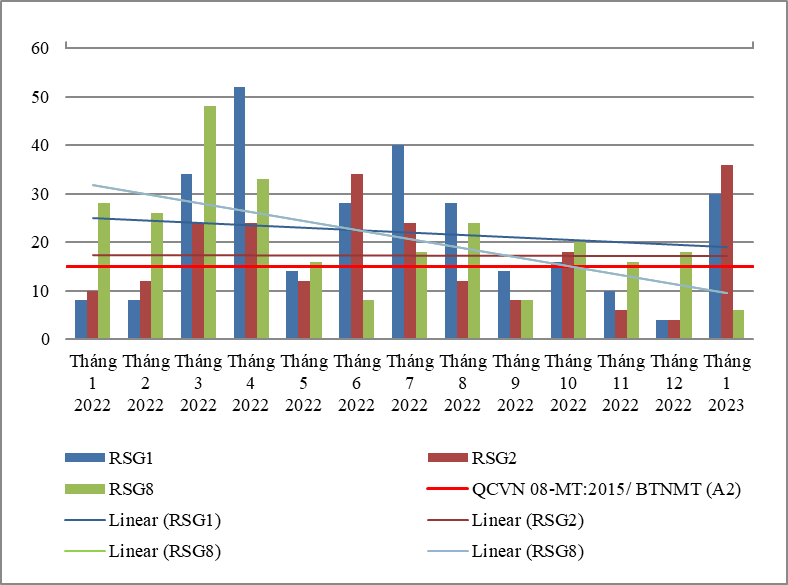 60
50
40
30
20
10
0
Tháng 1 2022
Tháng 2 2022
Tháng 3 2022
Tháng 4 2022
Tháng 5 2022
Tháng 6 2022
Tháng 7 2022
Tháng 8 2022
Tháng 9 2022
Tháng 10 2022
Tháng 11 2022
Tháng 12 2022
Tháng 1 2023
RSG1
RSG2
RSG8
QCVN 08-MT:2015/ BTNMT (A2)
Linear (RSG1)
Linear (RSG2)
Linear (RSG8)
Linear (RSG8)